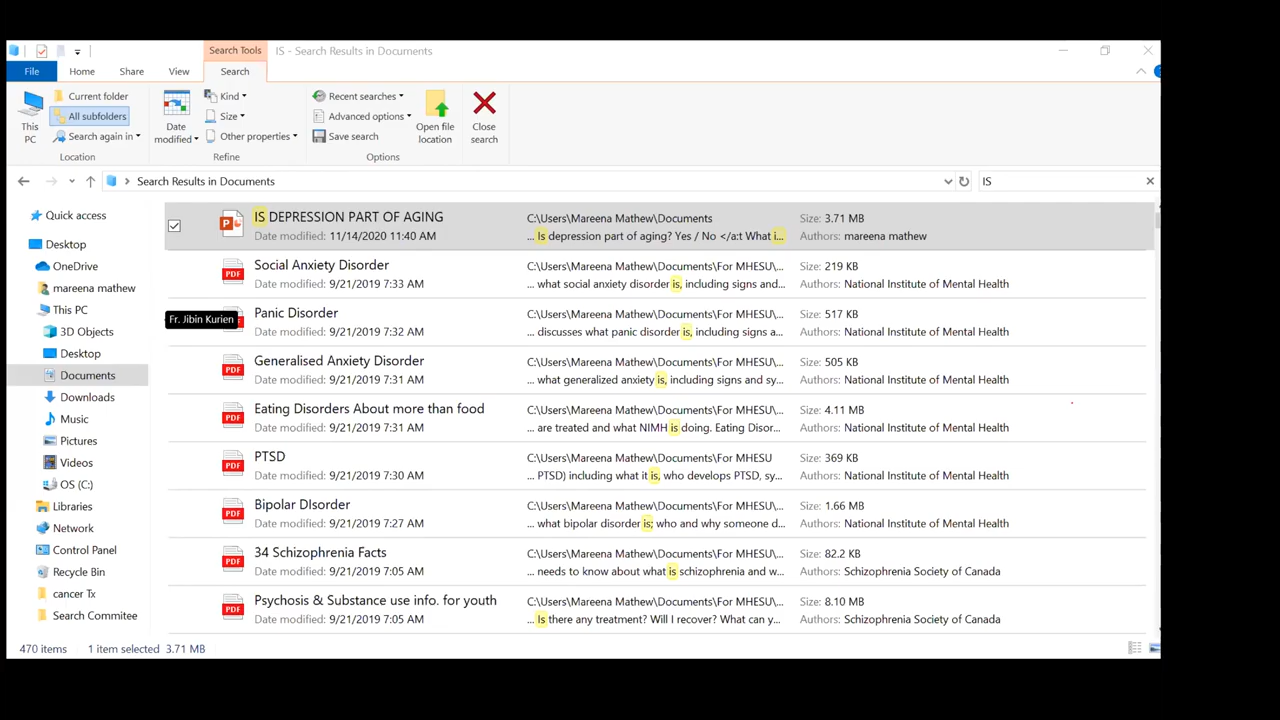 Search Tools
IS - Search Results in Documents
File
Home
Share
View
Search
This PC
Current folder
All subfolders
Search again in
Location
Date modified
Kind
Size
Other properties
Refine
Recent searches
Advanced options
Save search
Options
Open file location
Close search
Search Results in Documents
IS
Quick access
Desktop
OneDrive
mareena mathew
This PC
3D Objects
Desktop
Documents
Downloads
Music
Pictures
Videos
OS (C:)
Libraries
Network
Control Panel
Recycle Bin
cancer Tx
Search Commitee
Fr. Jibin Kurien
IS DEPRESSION PART OF AGING C:\Users\Mareena Mathew\Documents Size: 3.71 MB
Date modified: 11/14/2020 11:40 AM ... Is depression part of aging? Yes / No </a:t What i... Authors: mareena mathew
Social Anxiety Disorder C:\Users\Mareena Mathew\Documents\For MHESU\... Size: 219 KB
Date modified: 9/21/2019 7:33 AM ... what social anxiety disorder is, including signs and... Authors: National Institute of Mental Health
Panic Disorder C:\Users\Mareena Mathew\Documents\For MHESU\... Size: 517 KB
Date modified: 9/21/2019 7:32 AM ... discusses what panic disorder is, including signs a... Authors: National Institute of Mental Health
Generalised Anxiety Disorder C:\Users\Mareena Mathew\Documents\For MHESU\... Size: 505 KB
Date modified: 9/21/2019 7:31 AM ... what generalized anxiety is, including signs and sy... Authors: National Institute of Mental Health
Eating Disorders About more than food C:\Users\Mareena Mathew\Documents\For MHESU\... Size: 4.11 MB
Date modified: 9/21/2019 7:31 AM ... are treated and what NIMH is doing. Eating Disor... Authors: National Institute of Mental Health
PTSD C:\Users\Mareena Mathew\Documents\For MHESU Size: 369 KB
Date modified: 9/21/2019 7:30 AM ... PTSD) including what it is, who develops PTSD, sy... Authors: National Institute of Mental Health
Bipolar DIsorder C:\Users\Mareena Mathew\Documents\For MHESU\... Size: 1.66 MB
Date modified: 9/21/2019 7:27 AM ... what bipolar disorder is; who and why someone d... Authors: National Institute of Mental Health
34 Schizophrenia Facts C:\Users\Mareena Mathew\Documents\For MHESU\... Size: 82.2 KB
Date modified: 9/21/2019 7:05 AM ... needs to know about what is schizophrenia and w... Authors: Schizophrenia Society of Canada
Psychosis & Substance use info. for youth C:\Users\Mareena Mathew\Documents\For MHESU\... Size: 8.10 MB
Date modified: 9/21/2019 7:05 AM ... Is there any treatment? Will I recover? What can y... Authors: Schizophrenia Society of Canada
470 items 1 item selected 3.71 MB